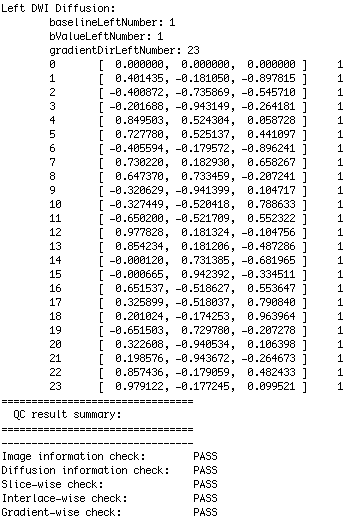 Left DWI Diffusion:
baselineLeftNumber: 1
bValueLeftNumber: 1
gradientDirLeftNumber: 23
0 [ 0.000000, 0.000000, 0.000000 ] 1
1 [ 0.401435, -0.181050, -0.897815 ] 1
2 [ -0.400872, -0.735869, -0.545710 ] 1
3 [ -0.201688, -0.943149, -0.264181 ] 1
4 [ 0.849503, 0.524304, 0.058728 ] 1
5 [ 0.727780, 0.525137, 0.441097 ] 1
6 [ -0.405594, -0.179572, -0.896241 ] 1
7 [ 0.730220, 0.182930, 0.658267 ] 1
8 [ 0.647370, 0.733459, -0.207241 ] 1
9 [ -0.320629, -0.941399, 0.104717 ] 1
10 [ -0.327449, -0.520418, 0.788633 ] 1
11 [ -0.650200, -0.521709, 0.552322 ] 1
12 [ 0.977828, 0.181324, -0.104756 ] 1
13 [ 0.854234, 0.181206, -0.487286 ] 1
14 [ -0.000120, 0.731385, -0.681965 ] 1
15 [ -0.000665, 0.942392, -0.334511 ] 1
16 [ 0.651537, -0.518627, 0.553647 ] 1
17 [ 0.325899, -0.518037, 0.790840 ] 1
18 [ 0.201024, -0.174253, 0.963964 ] 1
19 [ -0.651503, 0.729780, -0.207278 ] 1
20 [ 0.322608, -0.940534, 0.106398 ] 1
21 [ 0.198576, -0.943672, -0.264673 ] 1
22 [ 0.857436, -0.179059, 0.482433 ] 1
23 [ 0.979122, -0.177245, 0.099521 ] 1
================================
QC result summary:
================================
--------------------------------
Image information check: PASS
Diffusion information check: PASS
Slice-wise check: PASS
Interlace-wise check: PASS
Gradient-wise check: PASS